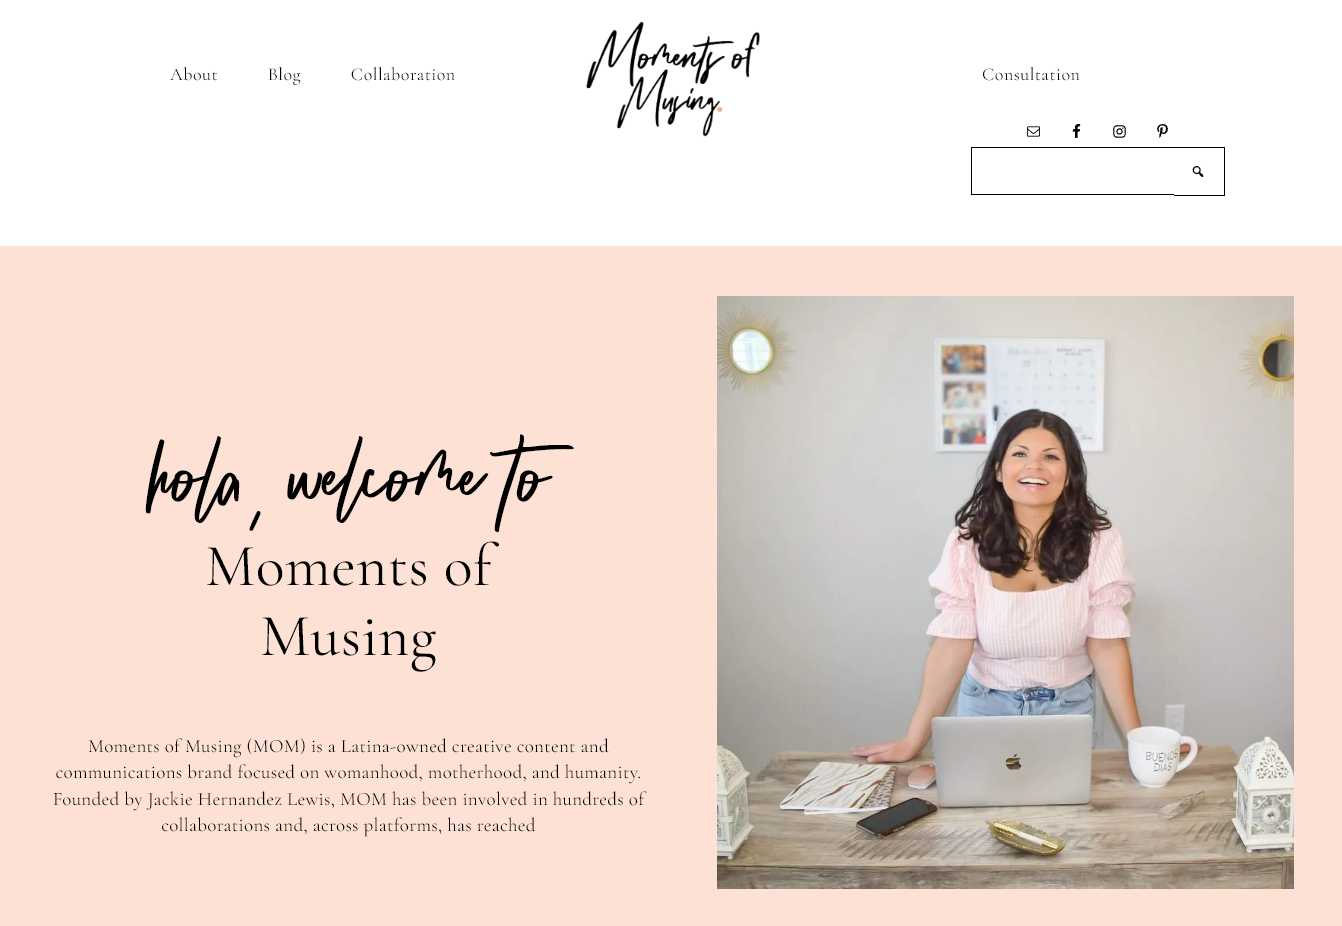 About
Blog
Collaboration
Moments of
Musing.
Consultation
hola, welcome to
Moments of
Musing
Moments of Musing (MOM) is a Latina-owned creative content and
communications brand focused on womanhood, motherhood, and humanity.
Founded by Jackie Hernandez Lewis, MOM has been involved in hundreds of
collaborations and, across platforms, has reached
BUENOS
DIAS